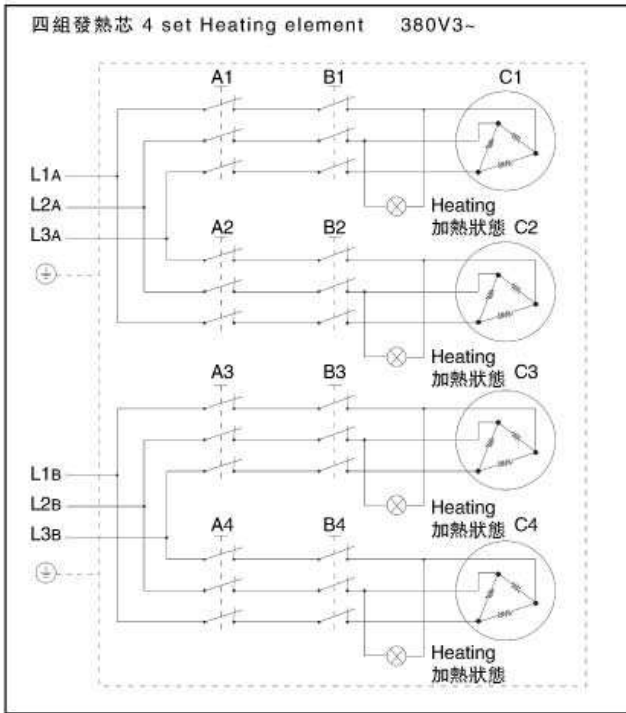 四組發熱芯 4 set Heating element 380V3~
A1 B1 C1
L1A
L2A
L3A
Heating
加熱狀態
A2 B2 C2
Heating
加熱狀態
A3 B3 C3
L1B
L2B
L3B
Heating
加熱狀態
A4 B4 C4
Heating
加熱狀態